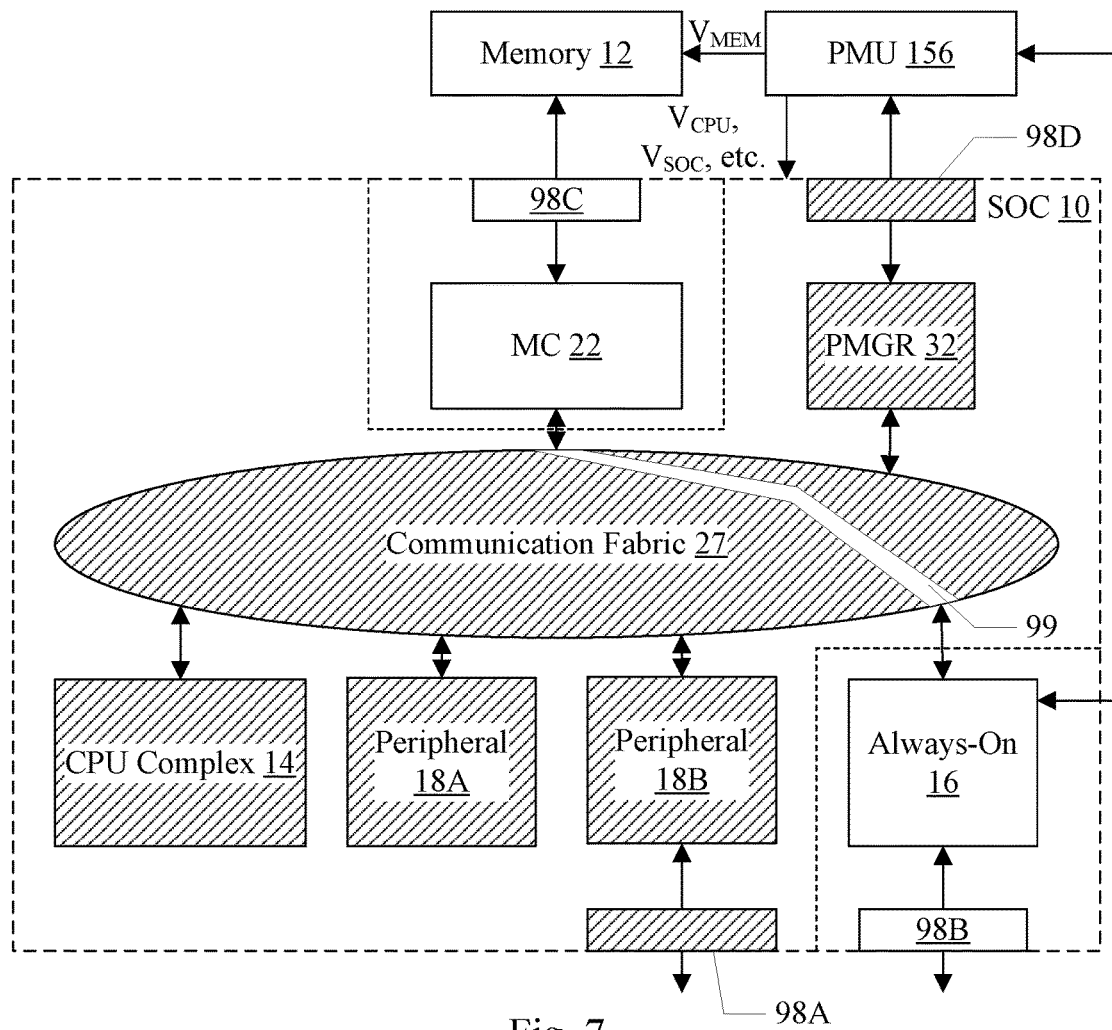 Memory 12
V_MEM
PMU 156
V_CPU,
V_SOC, etc.
98D
98C
SOC 10
MC 22
PMGR 32
Communication Fabric 27
99
CPU Complex 14
Peripheral
18A
Peripheral
18B
Always-On
16
98B
98A
Fig. 7